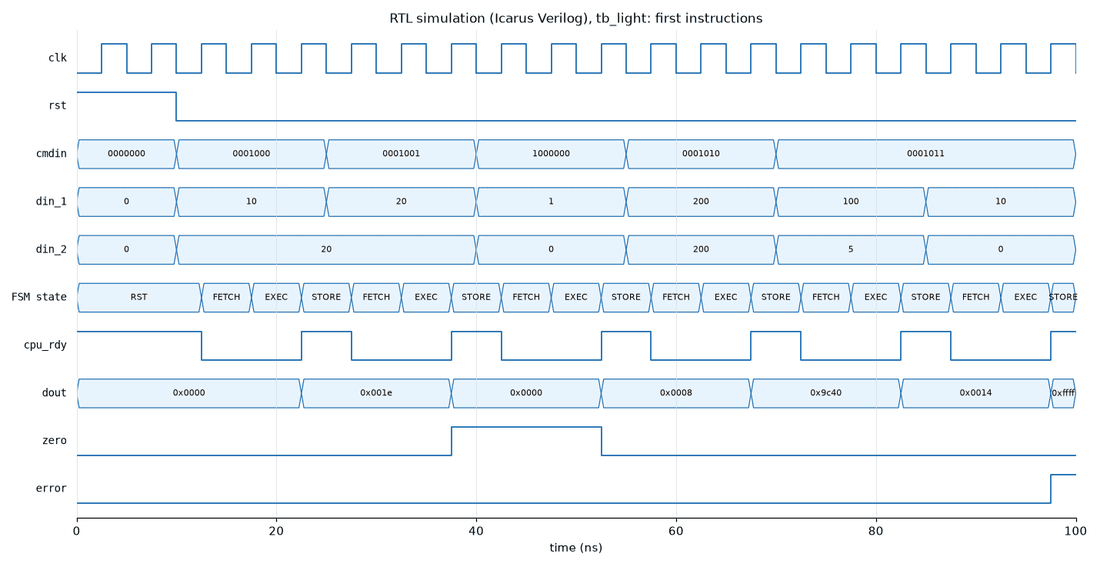 RTL simulation (Icarus Verilog), tb_light: first instructions
clk
rst
cmdin 0000000 0001000 0001001 1000000 0001010 0001011
din_1 0 10 20 1 200 100 10
din_2 0 20 0 200 5 0
FSM state RST FETCH EXEC STORE FETCH EXEC STORE FETCH EXEC STORE FETCH EXEC STORE FETCH EXEC STORE FETCH EXEC STORE
cpu_rdy
dout 0x0000 0x001e 0x0000 0x0008 0x9c40 0x0014 0xffff
zero
error
0 20 40 60 80 100
time (ns)